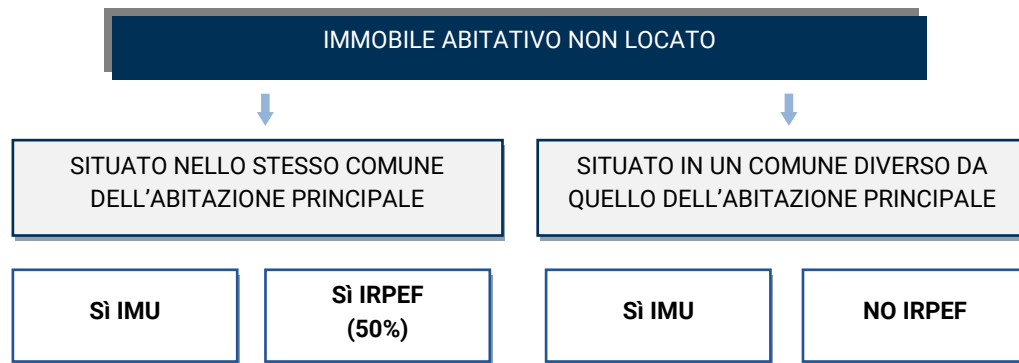 IMMOBILE ABITATIVO NON LOCATO
SITUATO NELLO STESSO COMUNE
DELL’ABITAZIONE PRINCIPALE
SITUATO IN UN COMUNE DIVERSO DA
QUELLO DELL’ABITAZIONE PRINCIPALE
Sì IMU
Sì IRPEF
(50%)
Sì IMU
NO IRPEF